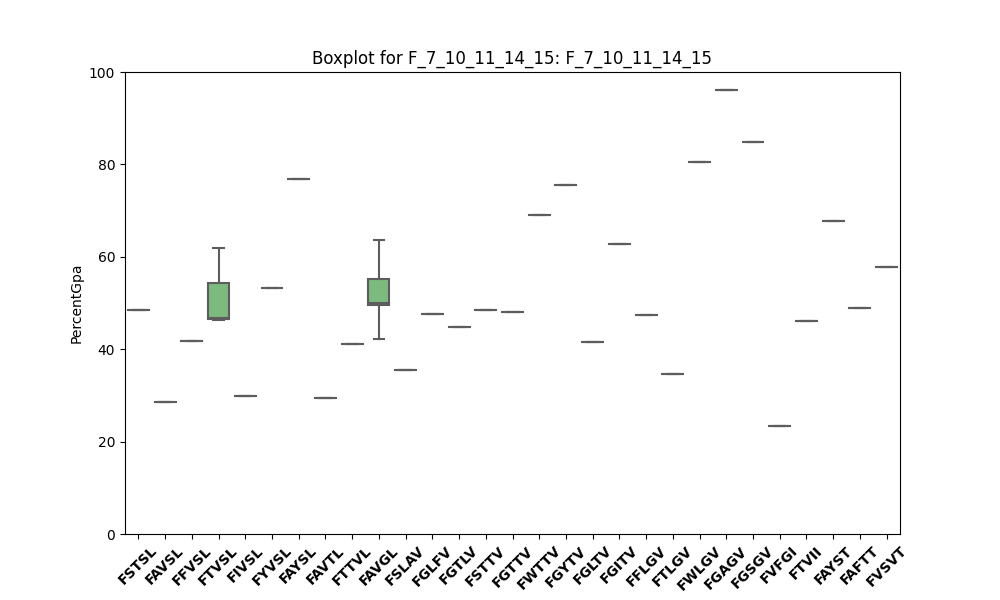 Boxplot for F_7_10_11_14_15: F_7_10_11_14_15
PercentGpa
100
80
60
40
20
0
FSTSL
FAVSL
FFVSL
FTVSL
FIVSL
FYVSL
FAYSL
FAVTL
FTTVL
FAVGL
FSLAV
FGLFV
FGTLV
FSTTV
FGTTV
FWTTV
FGYTV
FGLTV
FGITV
FFLGV
FTLGV
FWLGV
FGAGV
FGSGV
FVFGI
FTVII
FAYST
FAFTT
FVSVT